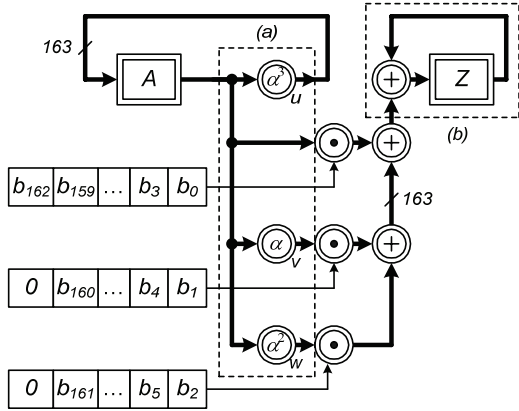 (a)
163
A
α³
u
+
Z
(b)
·
+
b₁₆₂ b₁₅₉ ... b₃ b₀
163
α
v
·
+
0 b₁₆₀ ... b₄ b₁
α²
w
·
0 b₁₆₁ ... b₅ b₂